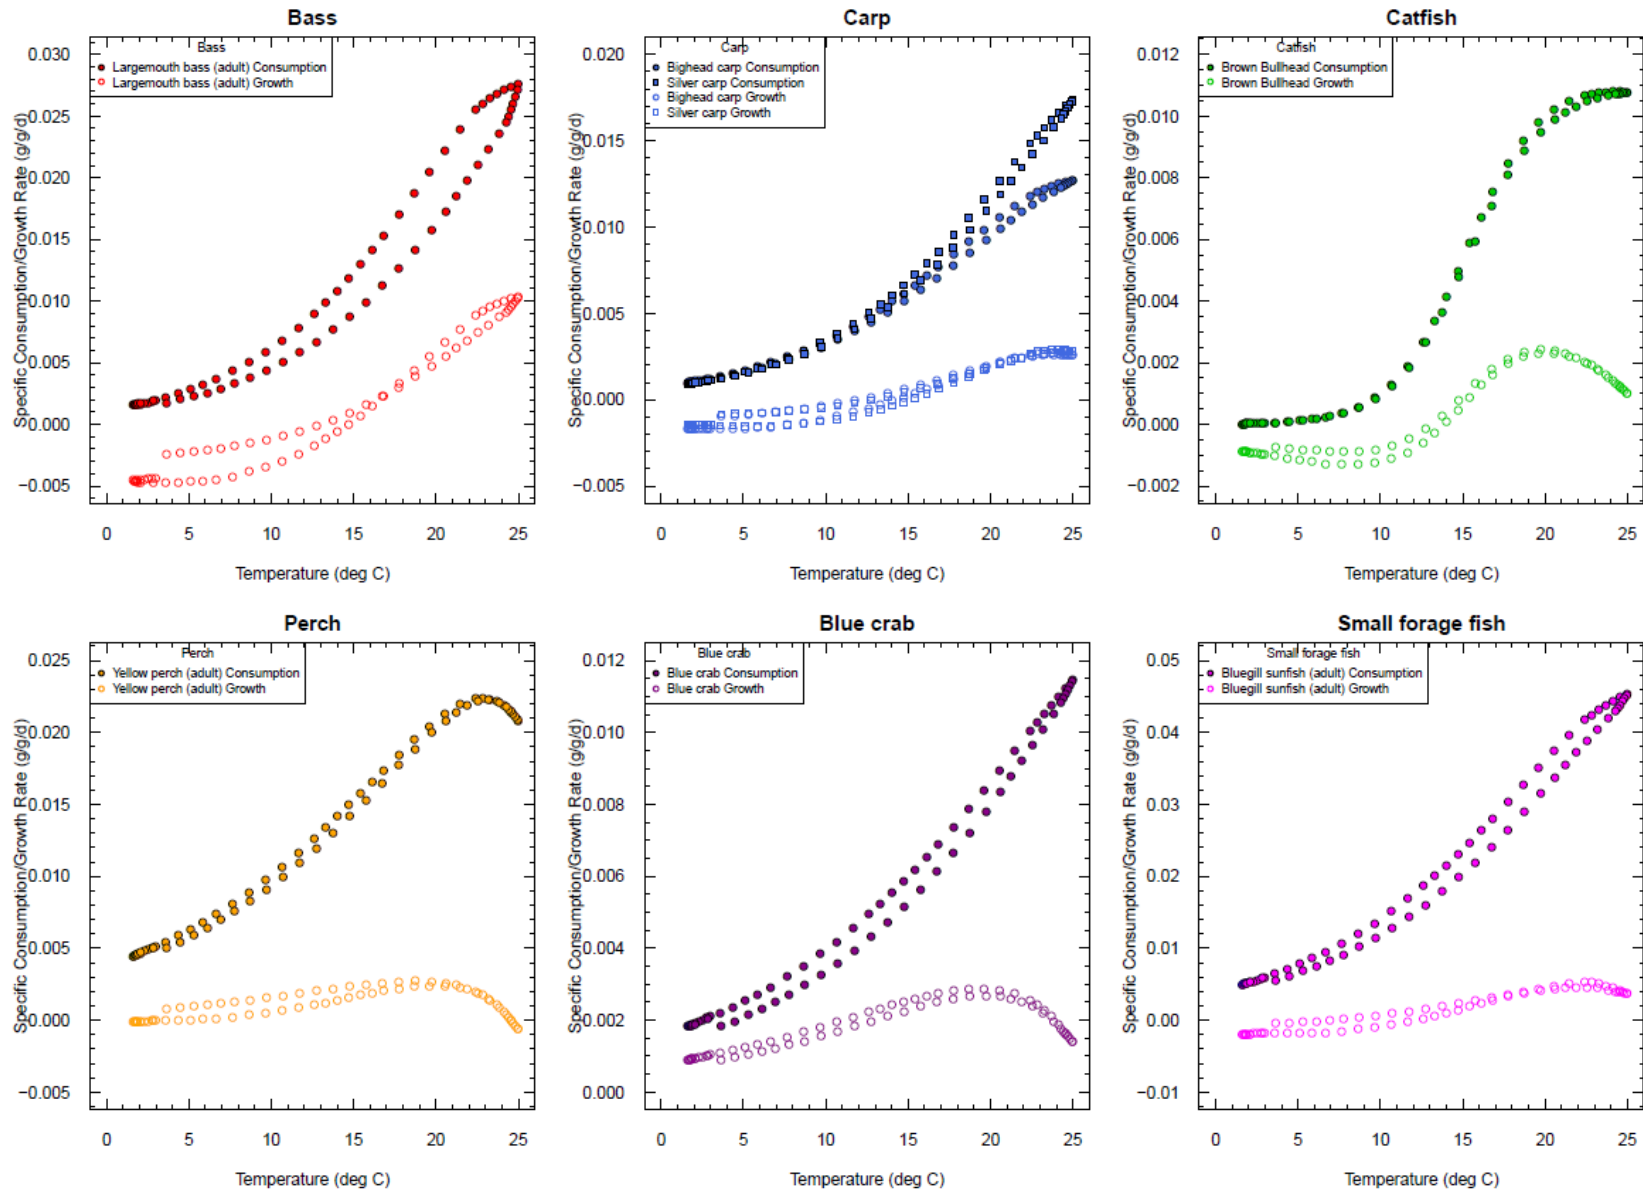 Bass
Specific Consumption/Growth Rate (g/g/d)
0.030
0.025
0.020
0.015
0.010
0.005
0.000
−0.005
Bass
Largemouth bass (adult) Consumption
Largemouth bass (adult) Growth
0 5 10 15 20 25
Temperature (deg C)
Carp
Specific Consumption/Growth Rate (g/g/d)
0.020
0.015
0.010
0.005
0.000
−0.005
Carp
Bighead carp Consumption
Silver carp Consumption
Bighead carp Growth
Silver carp Growth
0 5 10 15 20 25
Temperature (deg C)
Catfish
Specific Consumption/Growth Rate (g/g/d)
0.012
0.010
0.008
0.006
0.004
0.002
0.000
−0.002
Catfish
Brown Bullhead Consumption
Brown Bullhead Growth
0 5 10 15 20 25
Temperature (deg C)
Perch
Specific Consumption/Growth Rate (g/g/d)
0.025
0.020
0.015
0.010
0.005
0.000
−0.005
Perch
Yellow perch (adult) Consumption
Yellow perch (adult) Growth
0 5 10 15 20 25
Temperature (deg C)
Blue crab
Specific Consumption/Growth Rate (g/g/d)
0.012
0.010
0.008
0.006
0.004
0.002
0.000
Blue crab
Blue crab Consumption
Blue crab Growth
0 5 10 15 20 25
Temperature (deg C)
Small forage fish
Specific Consumption/Growth Rate (g/g/d)
0.05
0.04
0.03
0.02
0.01
0.00
−0.01
Small forage fish
Bluegill sunfish (adult) Consumption
Bluegill sunfish (adult) Growth
0 5 10 15 20 25
Temperature (deg C)